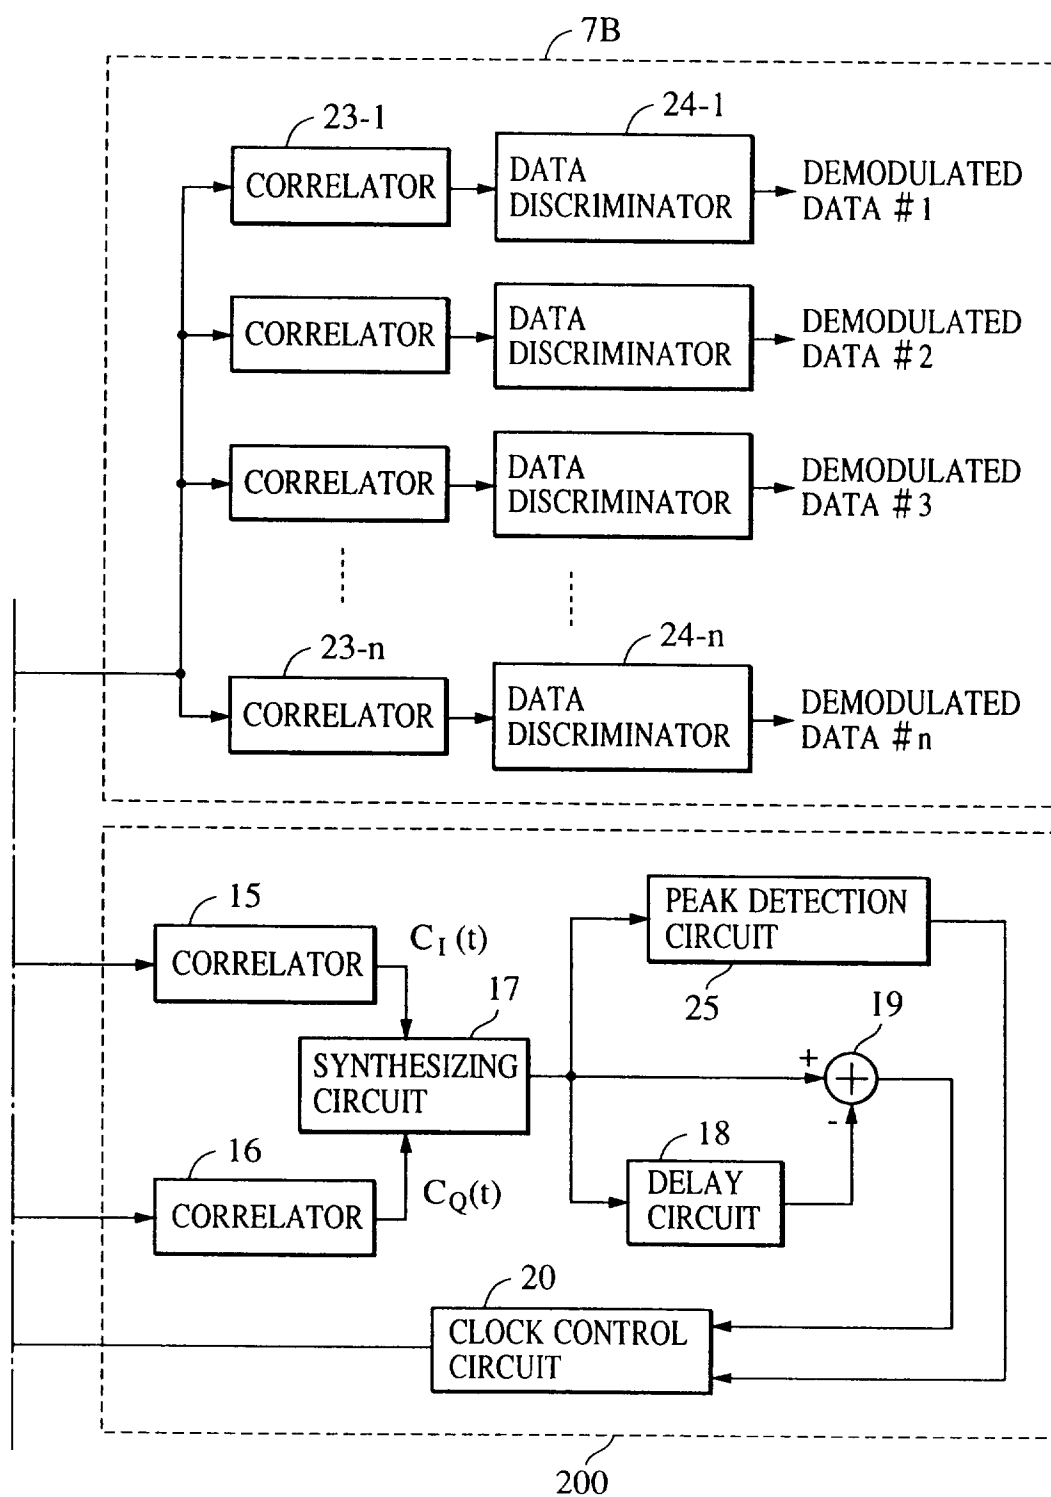 7B
23-1
24-1
CORRELATOR
DATA
DISCR1MINATOR
DEMODULATED
DATA #1
CORRELATOR
DATA
DISCRIMINATOR
DEMODULATED
DATA #2
CORRELATOR
DATA
DISCRIMINATOR
DEMODULATED
DATA #3
23-n
24-n
CORRELATOR
DATA
DISCRIMINATOR
DEMODULATED
DATA #n
15
CORRELATOR
C_I (t)
PEAK DETECTION
CIRCUIT
25
17
SYNTHESIZING
CIRCUIT
19
+
+
-
16
CORRELATOR
C_Q(t)
18
DELAY
CIRCUIT
20
CLOCK CONTROL
CIRCUIT
200